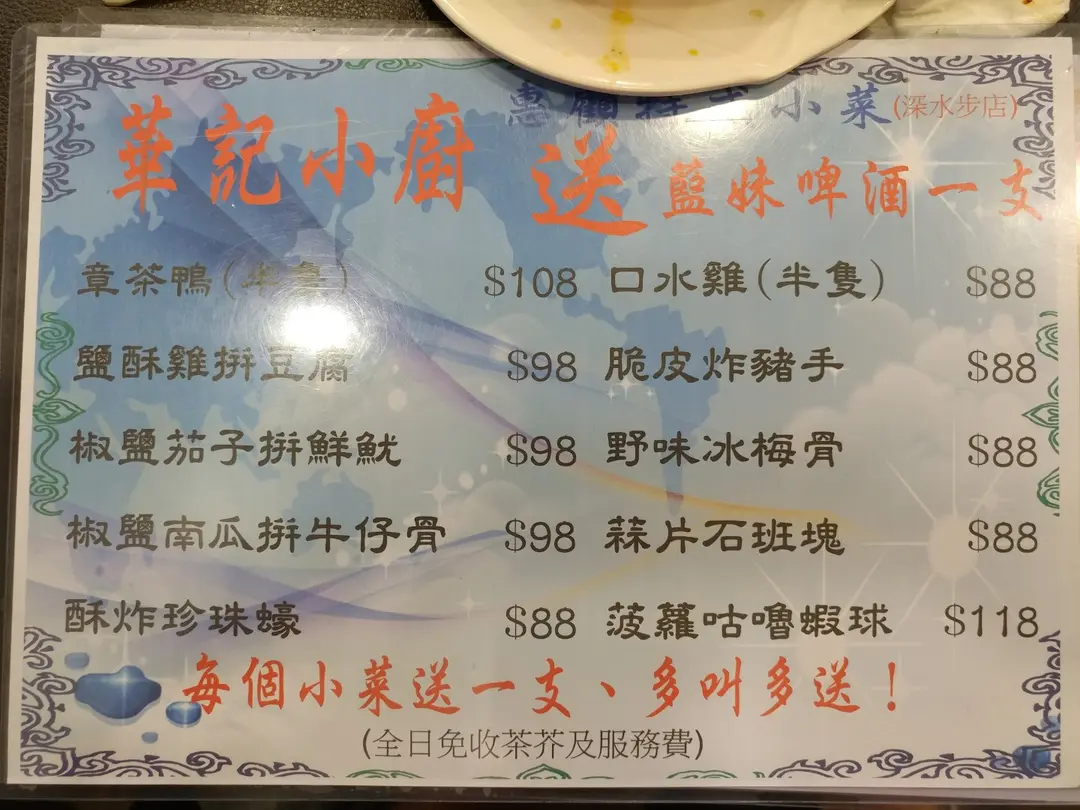 惠顧特式小菜(深水步店)
華記小廚 送 藍妹啤酒一支
章茶鴨(半隻) $108 口水雞(半隻) $88
鹽酥雞拼豆腐 $98 脆皮炸豬手 $88
椒鹽茄子拼鮮魷 $98 野味冰梅骨 $88
椒鹽南瓜拼牛仔骨 $98 蒜片石班塊 $88
酥炸珍珠蠔 $88 菠蘿咕嚕蝦球 $118
每個小菜送一支、多叫多送!
(全日免收茶芥及服務費)